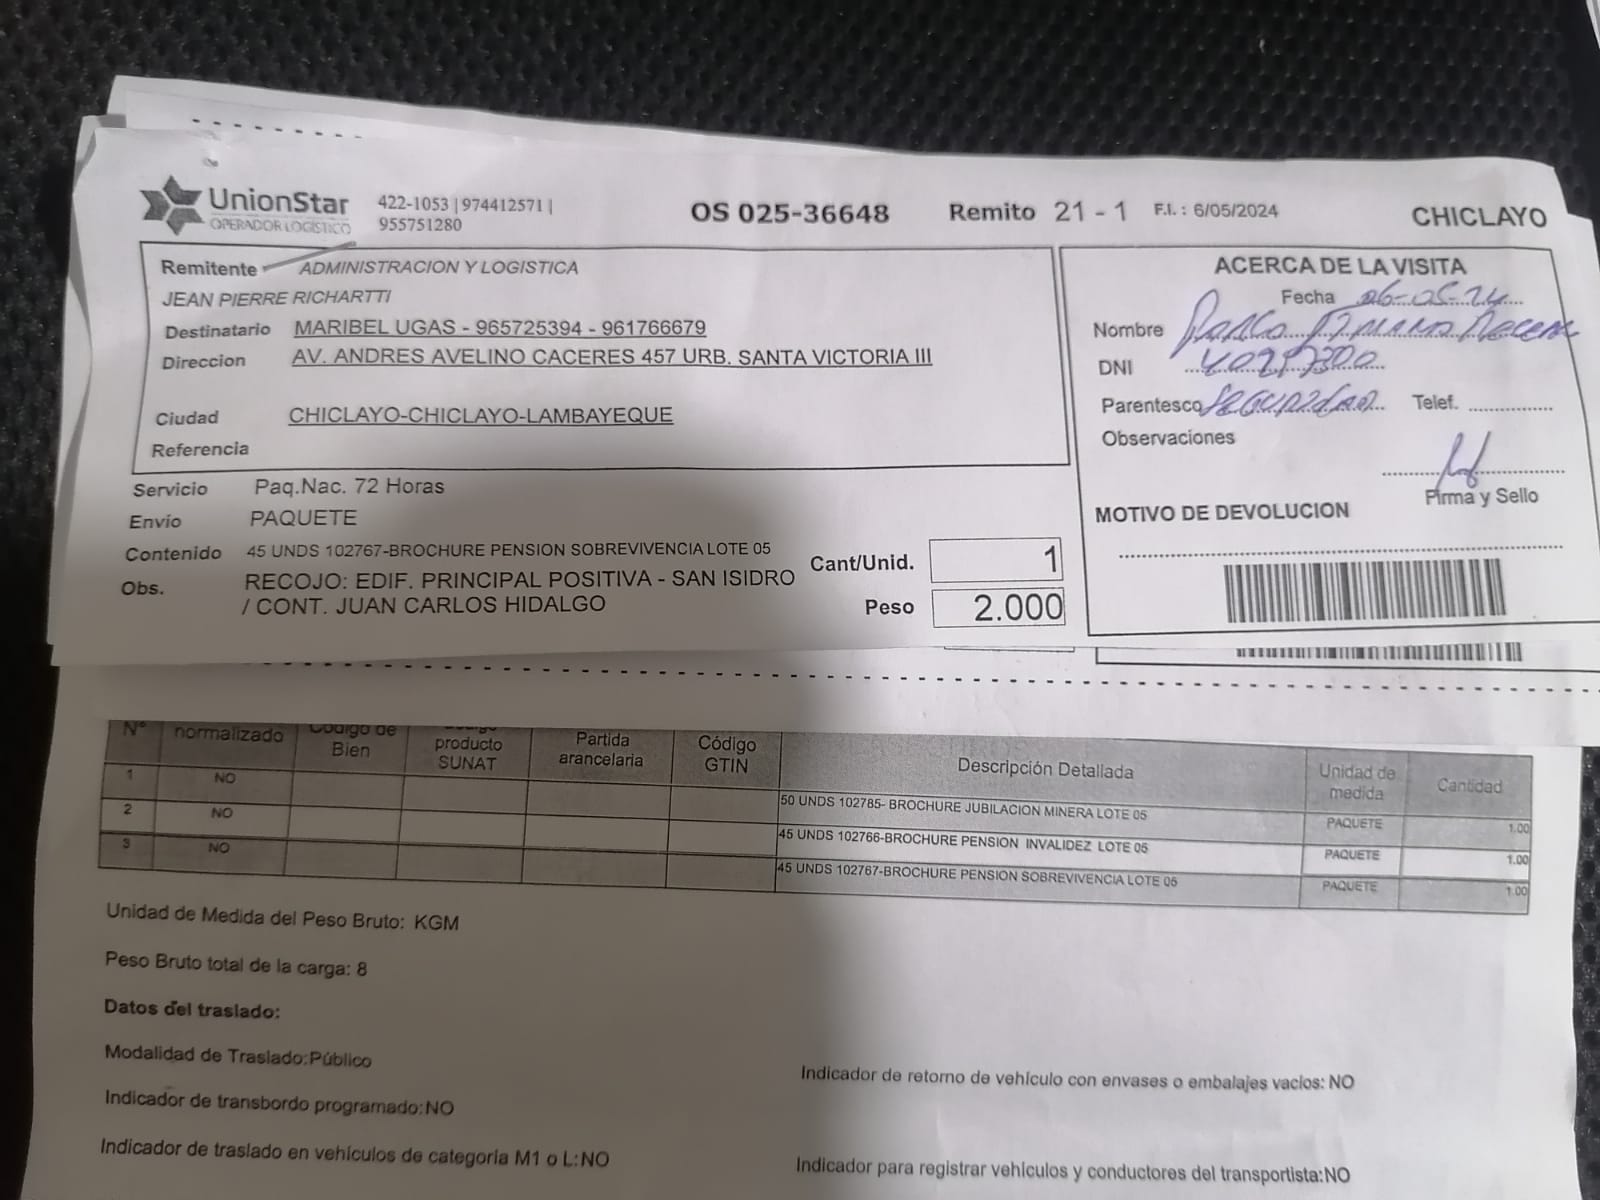 UnionStar
OPERADOR LOGISTICO
422-1053 | 974412571 |
955751280
OS 025-36648
Remito 21 - 1
F.I. : 6/05/2024
CHICLAYO
Remitente ADMINISTRACION Y LOGISTICA
JEAN PIERRE RICHARTTI
Destinatario MARIBEL UGAS - 965725394 - 961766679
Direccion AV. ANDRES AVELINO CACERES 457 URB. SANTA VICTORIA III
Ciudad CHICLAYO-CHICLAYO-LAMBAYEQUE
Referencia
Servicio Paq.Nac. 72 Horas
Envio PAQUETE
Contenido 45 UNDS 102767-BROCHURE PENSION SOBREVIVENCIA LOTE 05
Obs. RECOJO: EDIF. PRINCIPAL POSITIVA - SAN ISIDRO
/ CONT. JUAN CARLOS HIDALGO
Cant/Unid. 1
Peso 2.000
ACERCA DE LA VISITA
Fecha 06-05-24
Nombre
DNI
Parentesco SEGURIDAD Telef.
Observaciones
Firma y Sello
MOTIVO DE DEVOLUCION
N° normalizado Código de Bien producto SUNAT Partida arancelaria Código GTIN Descripción Detallada Unidad de medida Cantidad
1 NO 50 UNDS 102785- BROCHURE JUBILACION MINERA LOTE 05 PAQUETE 1.00
2 NO 45 UNDS 102766-BROCHURE PENSION INVALIDEZ LOTE 05 PAQUETE 1.00
3 NO 45 UNDS 102767-BROCHURE PENSION SOBREVIVENCIA LOTE 05 PAQUETE 1.00
Unidad de Medida del Peso Bruto: KGM
Peso Bruto total de la carga: 8
Datos del traslado:
Modalidad de Traslado:Público
Indicador de retorno de vehículo con envases o embalajes vacíos: NO
Indicador de transbordo programado:NO
Indicador de traslado en vehículos de categoría M1 o L:NO
Indicador para registrar vehículos y conductores del transportista:NO